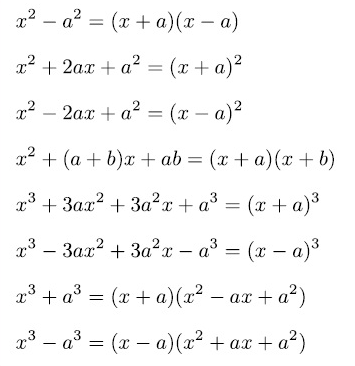 x² − a² = (x + a)(x − a)
x² + 2ax + a² = (x + a)²
x² − 2ax + a² = (x − a)²
x² + (a + b)x + ab = (x + a)(x + b)
x³ + 3ax² + 3a²x + a³ = (x + a)³
x³ − 3ax² + 3a²x − a³ = (x − a)³
x³ + a³ = (x + a)(x² − ax + a²)
x³ − a³ = (x − a)(x² + ax + a²)